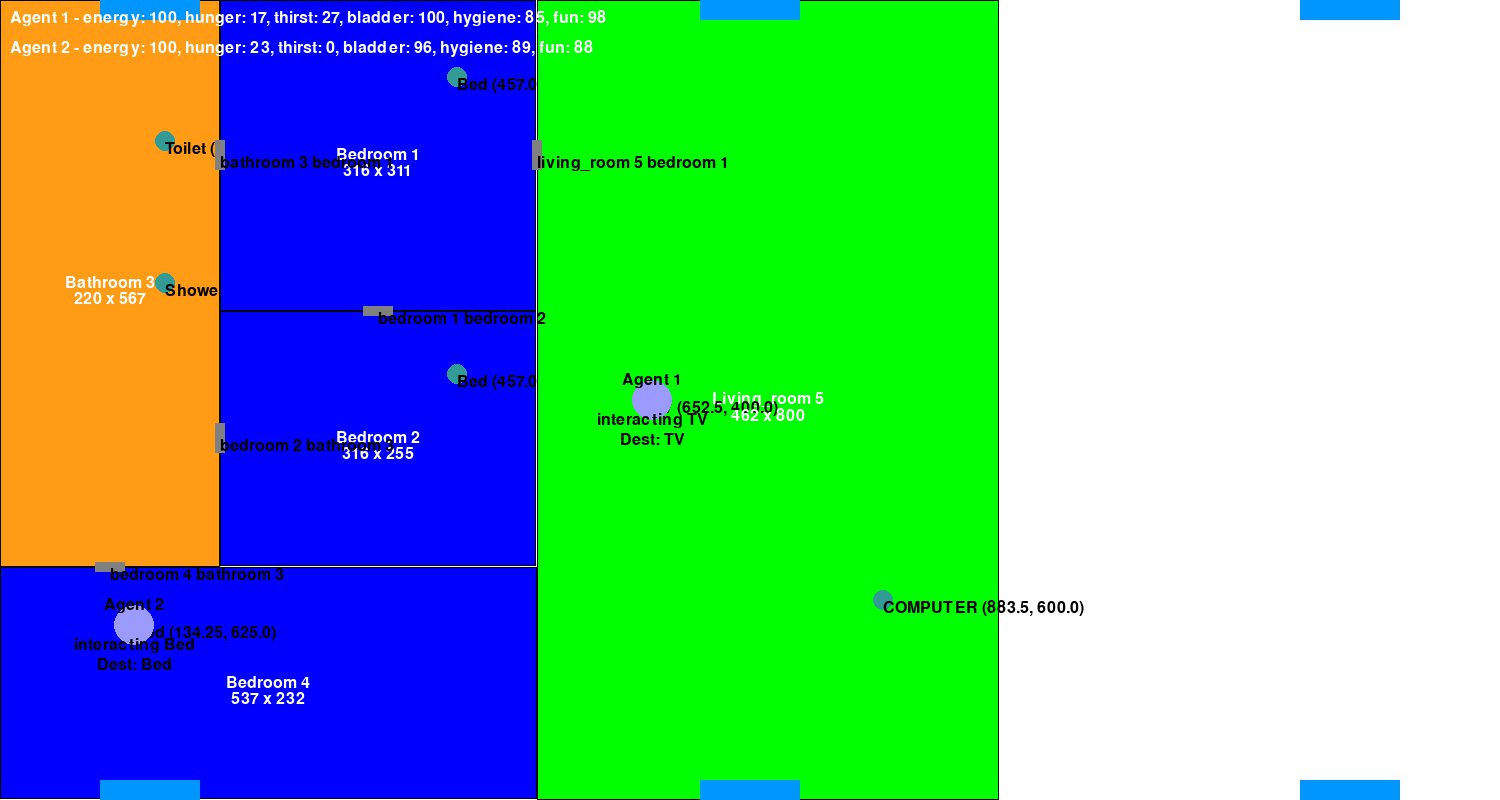 Agent 1 - energy: 100, hunger: 17, thirst: 27, bladder: 100, hygiene: 85, fun: 98
Agent 2 - energy: 100, hunger: 23, thirst: 0, bladder: 96, hygiene: 89, fun: 88
Bed (457.0
Toilet (
Bedroom 1
bathroom 3 bedroom 1
living_room 5 bedroom 1
316 x 311
Bathroom 3
Showe
220 x 567
bedroom 1 bedroom 2
Bed (457.0
Agent 1
Living_room 5
(652.5, 400.0)
462 x 800
interacting TV
Dest: TV
Bedroom 2
bedroom 2 bathroom 3
316 x 255
bedroom 4 bathroom 3
Agent 2
COMPUTER (883.5, 600.0)
ed (134.25, 625.0)
interacting Bed
Dest: Bed
Bedroom 4
537 x 232